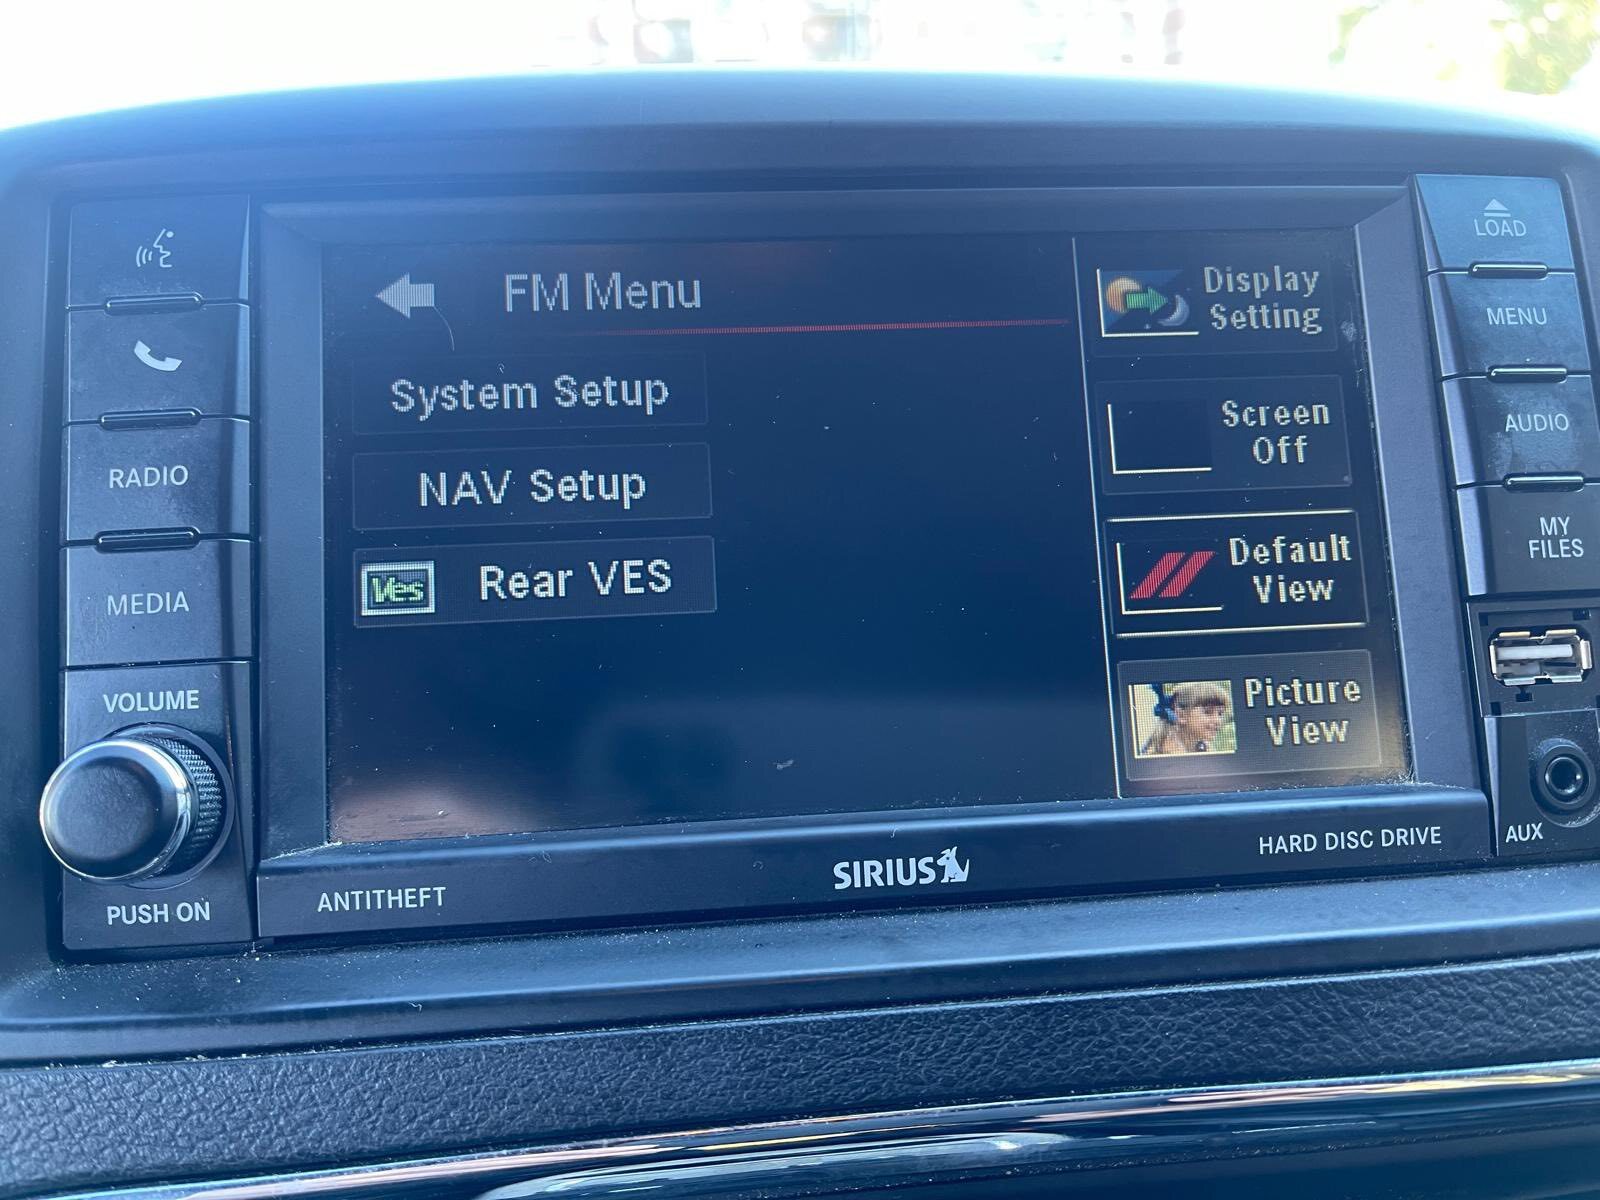 RADIO
MEDIA
VOLUME
PUSH ON
FM Menu
System Setup
NAV Setup
Ves
Rear VES
Display
Setting
Screen
Off
Default
View
Picture
View
LOAD
MENU
AUDIO
MY
FILES
AUX
ANTITHEFT
SIRIUS
HARD DISC DRIVE